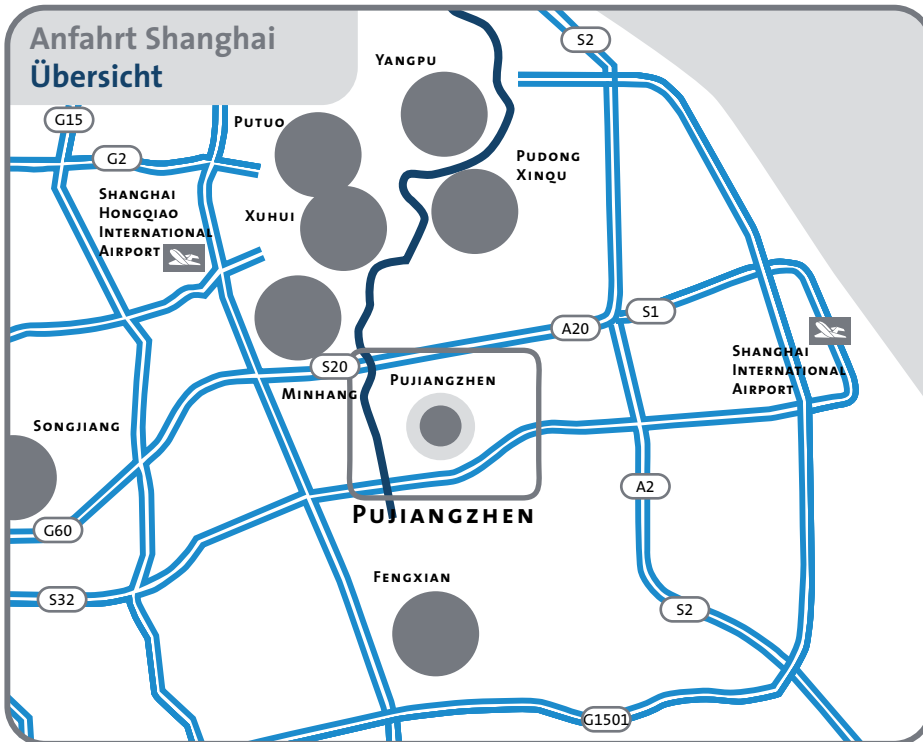 Anfahrt Shanghai
Übersicht
S2
YANGPU
G15
PUTUO
G2
PUDONG
XINQU
SHANGHAI
HONGQIAO
INTERNATIONAL
AIRPORT
XUHUI
S1
A20
SHANGHAI
INTERNATIONAL
AIRPORT
S20
MINHANG
PUJIANGZHEN
SONGJIANG
A2
PUJIANGZHEN
G60
FENGXIAN
S32
S2
G1501